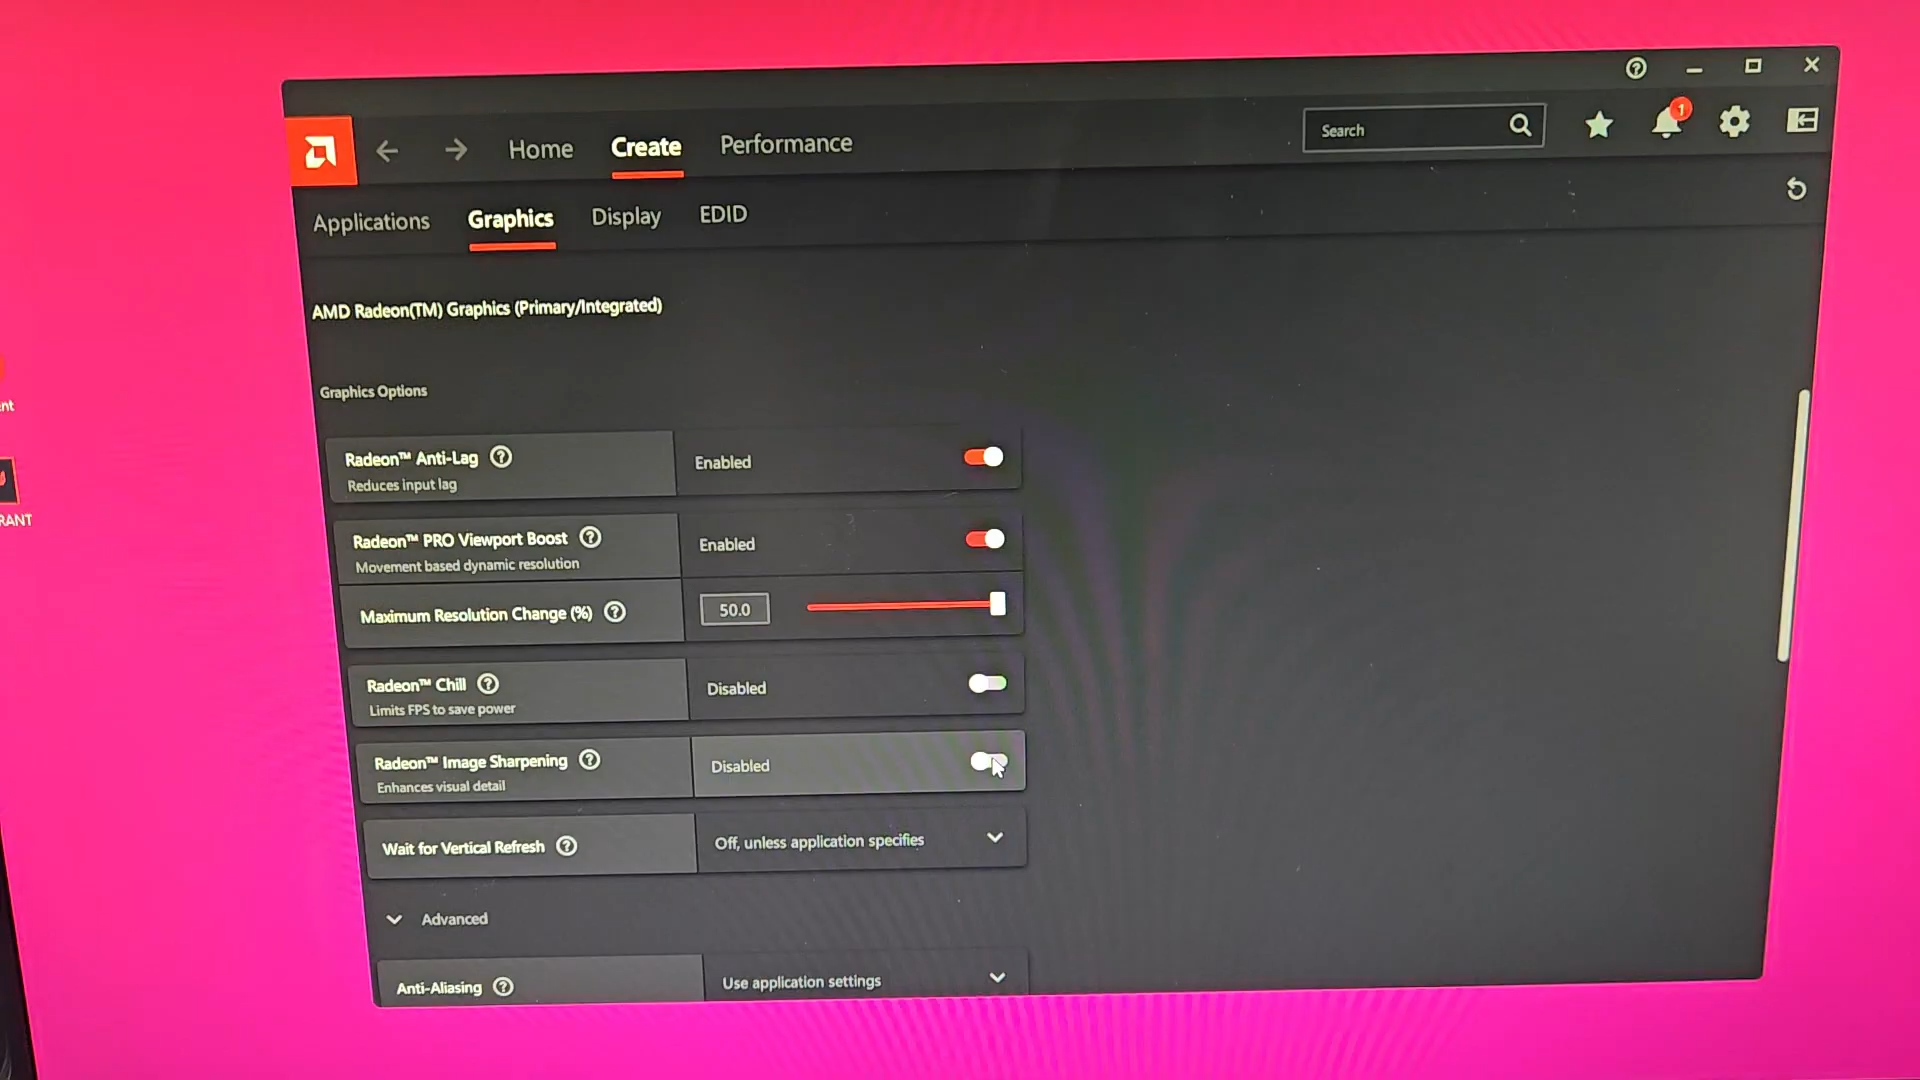 Home
Create
Performance
Search
1
Applications
Graphics
Display
EDID
AMD Radeon(TM) Graphics (Primary/Integrated)
Graphics Options
Radeon™ Anti-Lag
Reduces input lag
Enabled
Radeon™ PRO Viewport Boost
Movement based dynamic resolution
Enabled
Maximum Resolution Change (%)
50.0
Radeon™ Chill
Limits FPS to save power
Disabled
Radeon™ Image Sharpening
Enhances visual detail
Disabled
Wait for Vertical Refresh
Off, unless application specifies
Advanced
Anti-Aliasing
Use application settings
ent
RANT